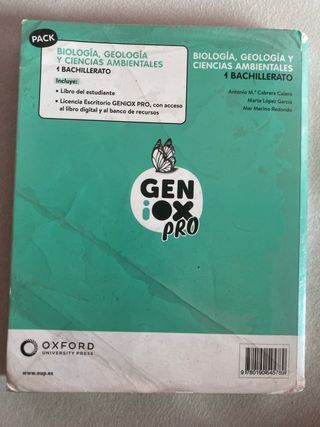 PACK
BIOLOGÍA, GEOLOGÍA
Y CIENCIAS AMBIENTALES
1 BACHILLERATO
Incluye:
• Libro del estudiante
• Licencia Escritorio GENiOX PRO, con acceso
al libro digital y al banco de recursos
BIOLOGÍA, GEOLOGÍA Y
CIENCIAS AMBIENTALES
1 BACHILLERATO
Antonio M.ª Cabrera Calero
Marta López García
Mar Merino Redondo
GEN
iOX
PRO
OXFORD
UNIVERSITY PRESS
www.oup.es